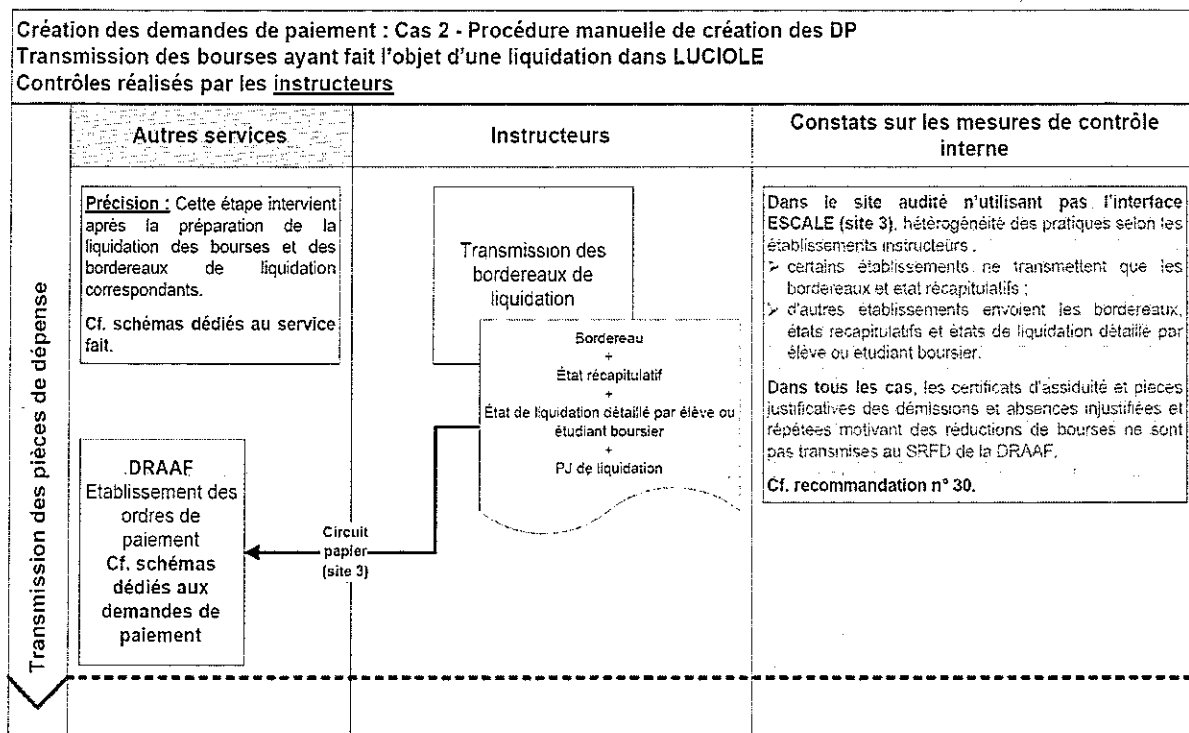 Création des demandes de paiement : Cas 2 - Procédure manuelle de création des DP
Transmission des bourses ayant fait l'objet d'une liquidation dans LUCIOLE
Contrôles réalisés par les instructeurs
Autres services
Instructeurs
Constats sur les mesures de contrôle
interne
Transmission des pièces de dépense
Précision : Cette étape intervient
après la préparation de la
liquidation des bourses et des
bordereaux de liquidation
correspondants.
Cf. schémas dédiés au service
fait.
DRAAF
Etablissement des
ordres de
paiement
Cf. schémas
dédiés aux
demandes de
paiement
Circuit
papier
(site 3)
Transmission des
bordereaux de
liquidation
Bordereau
+
État récapitulatif
+
État de liquidation détaillé par élève ou
étudiant boursier
+
PJ de liquidation
Dans le site audité n'utilisant pas l'interface
ESCALE (site 3), hétérogénéité des pratiques selon les
établissements instructeurs .
➢ certains établissements ne transmettent que les
bordereaux et etat récapitulatifs ;
➢ d'autres établissements envoient les bordereaux,
états recapitulatifs et états de liquidation détaillé par
élève ou etudiant boursier.
Dans tous les cas, les certificats d'assiduité et pieces
justificatives des démissions et absences injustifiées et
répétees motivant des réductions de bourses ne sont
pas transmises au SRFD de la DRAAF.
Cf. recommandation n° 30.